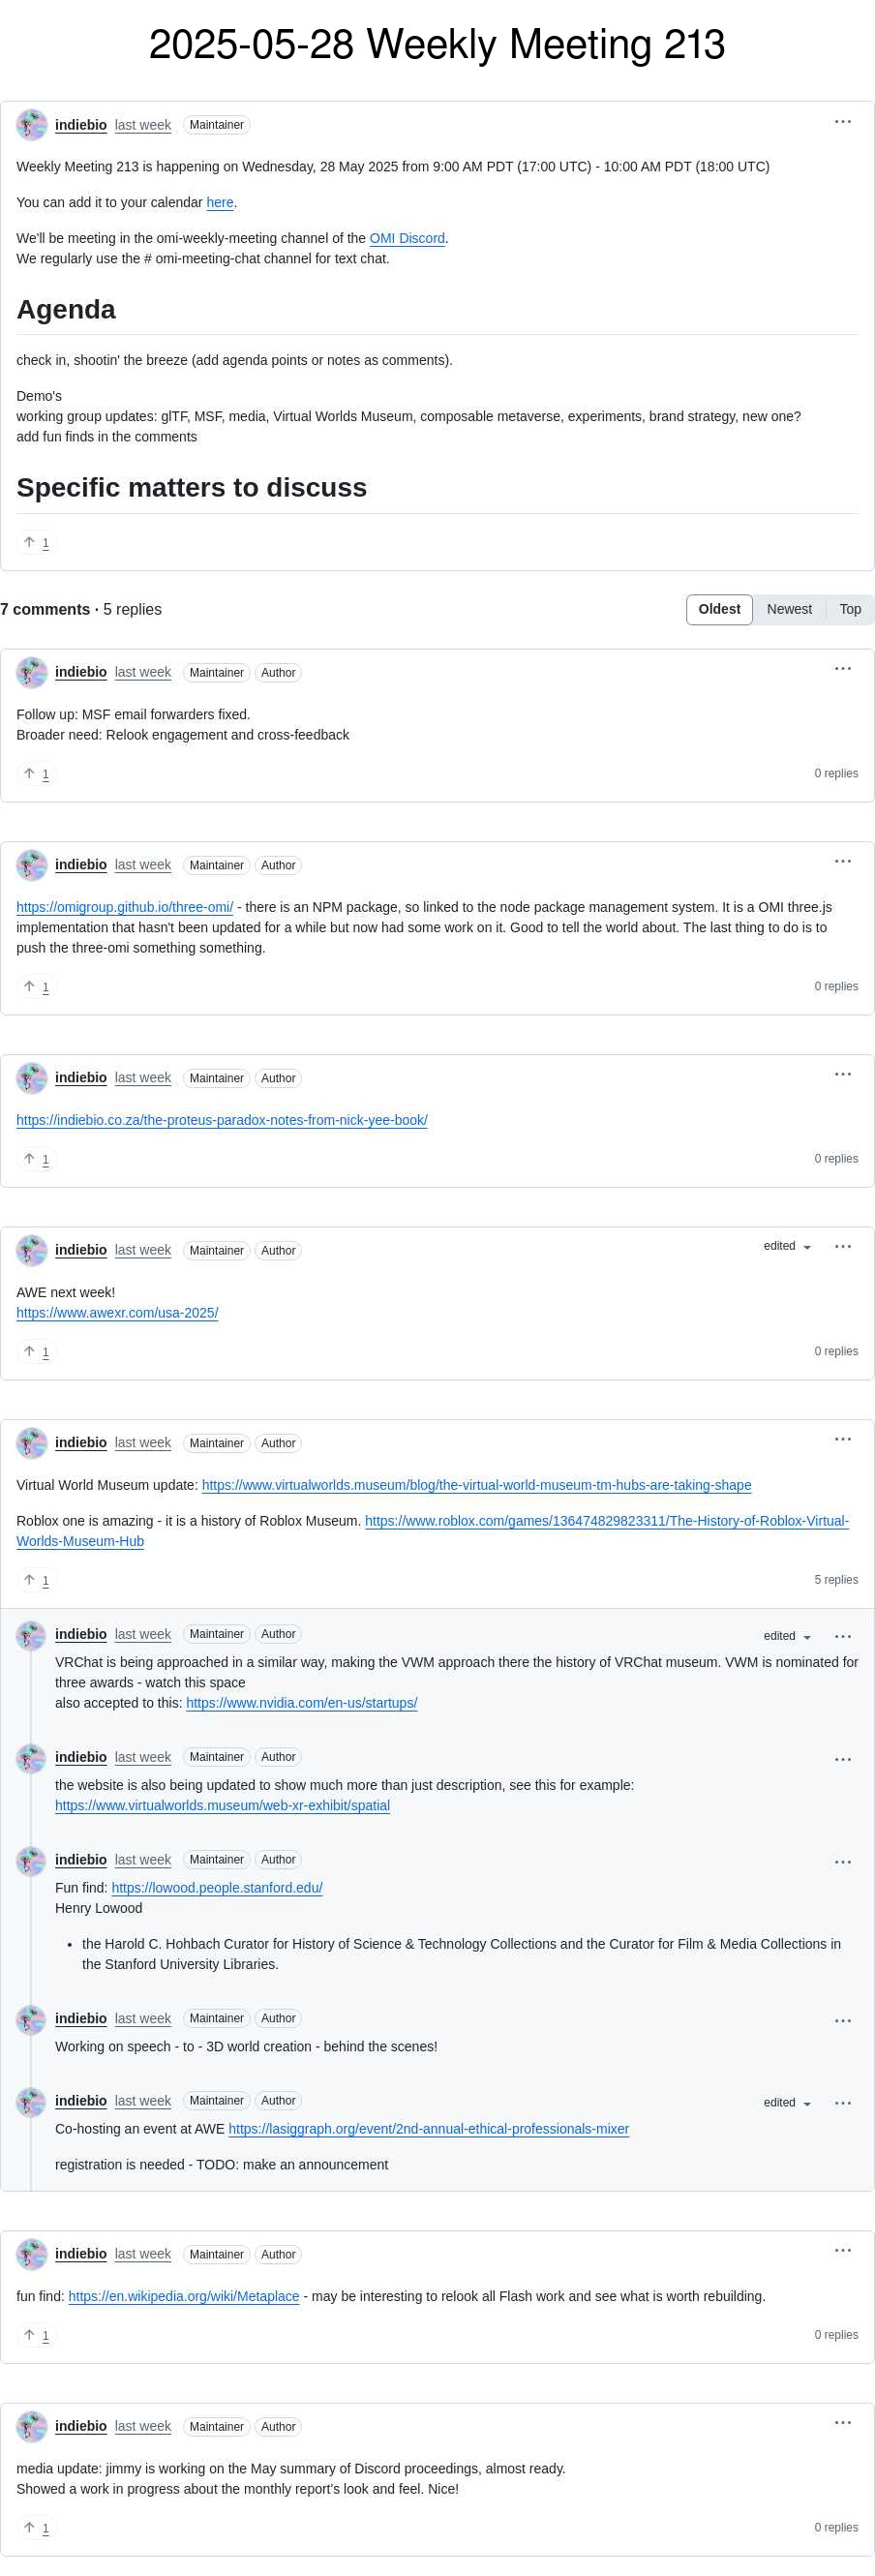 2025-05-28 Weekly Meeting 213
indiebio last week Maintainer
Weekly Meeting 213 is happening on Wednesday, 28 May 2025 from 9:00 AM PDT (17:00 UTC) - 10:00 AM PDT (18:00 UTC)
You can add it to your calendar here.
We'll be meeting in the omi-weekly-meeting channel of the OMI Discord.
We regularly use the # omi-meeting-chat channel for text chat.
Agenda
check in, shootin' the breeze (add agenda points or notes as comments).
Demo's
working group updates: glTF, MSF, media, Virtual Worlds Museum, composable metaverse, experiments, brand strategy, new one?
add fun finds in the comments
Specific matters to discuss
1
7 comments · 5 replies Oldest Newest Top
indiebio last week Maintainer Author
Follow up: MSF email forwarders fixed.
Broader need: Relook engagement and cross-feedback
1 0 replies
indiebio last week Maintainer Author
https://omigroup.github.io/three-omi/ - there is an NPM package, so linked to the node package management system. It is a OMI three.js
implementation that hasn't been updated for a while but now had some work on it. Good to tell the world about. The last thing to do is to
push the three-omi something something.
1 0 replies
indiebio last week Maintainer Author
https://indiebio.co.za/the-proteus-paradox-notes-from-nick-yee-book/
1 0 replies
indiebio last week Maintainer Author edited
AWE next week!
https://www.awexr.com/usa-2025/
1 0 replies
indiebio last week Maintainer Author
Virtual World Museum update: https://www.virtualworlds.museum/blog/the-virtual-world-museum-tm-hubs-are-taking-shape
Roblox one is amazing - it is a history of Roblox Museum. https://www.roblox.com/games/136474829823311/The-History-of-Roblox-Virtual-
Worlds-Museum-Hub
1 5 replies
indiebio last week Maintainer Author edited
VRChat is being approached in a similar way, making the VWM approach there the history of VRChat museum. VWM is nominated for
three awards - watch this space
also accepted to this: https://www.nvidia.com/en-us/startups/
indiebio last week Maintainer Author
the website is also being updated to show much more than just description, see this for example:
https://www.virtualworlds.museum/web-xr-exhibit/spatial
indiebio last week Maintainer Author
Fun find: https://lowood.people.stanford.edu/
Henry Lowood
• the Harold C. Hohbach Curator for History of Science & Technology Collections and the Curator for Film & Media Collections in
the Stanford University Libraries.
indiebio last week Maintainer Author
Working on speech - to - 3D world creation - behind the scenes!
indiebio last week Maintainer Author edited
Co-hosting an event at AWE https://lasiggraph.org/event/2nd-annual-ethical-professionals-mixer
registration is needed - TODO: make an announcement
indiebio last week Maintainer Author
fun find: https://en.wikipedia.org/wiki/Metaplace - may be interesting to relook all Flash work and see what is worth rebuilding.
1 0 replies
indiebio last week Maintainer Author
media update: jimmy is working on the May summary of Discord proceedings, almost ready.
Showed a work in progress about the monthly report's look and feel. Nice!
1 0 replies